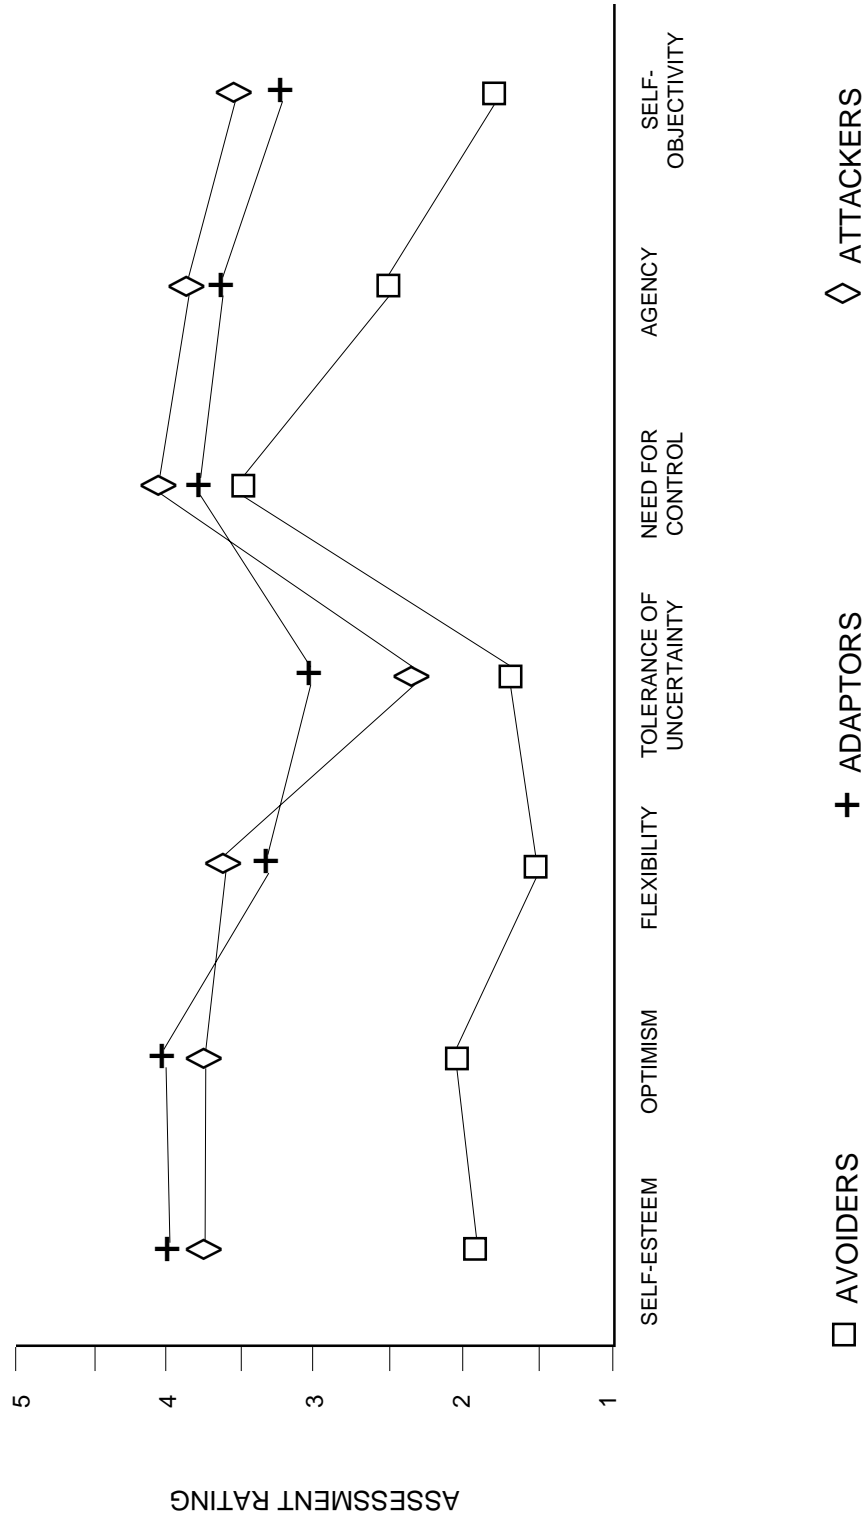 ASSESSMENT RATING
5
4
3
2
1
SELF-ESTEEM
OPTIMISM
FLEXIBILITY
TOLERANCE OF
UNCERTAINTY
NEED FOR
CONTROL
AGENCY
SELF-
OBJECTIVITY
AVOIDERS
ADAPTORS
ATTACKERS